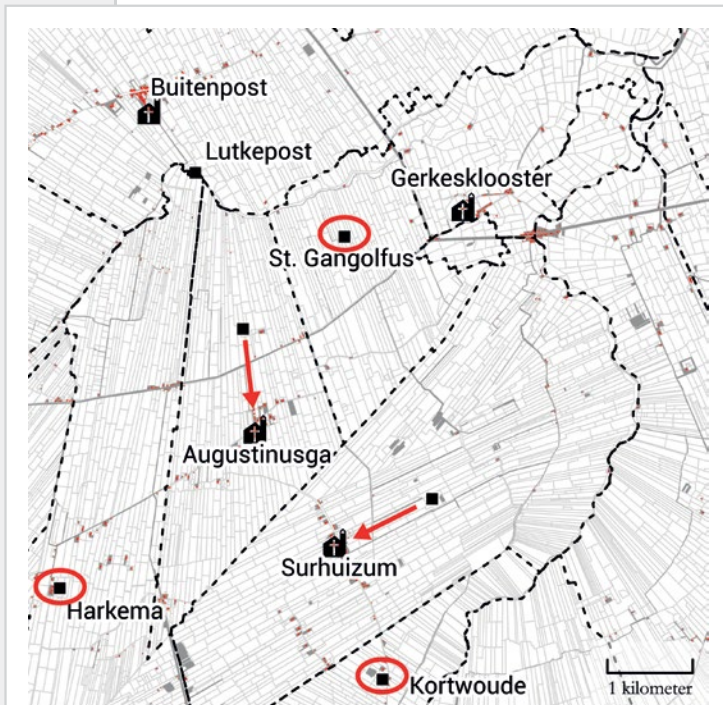 Buitenpost
Lutkepost
Gerkesklooster
St. Gangolfus
Augustinusga
Surhuizum
Harkema
Kortwoude
1 kilometer